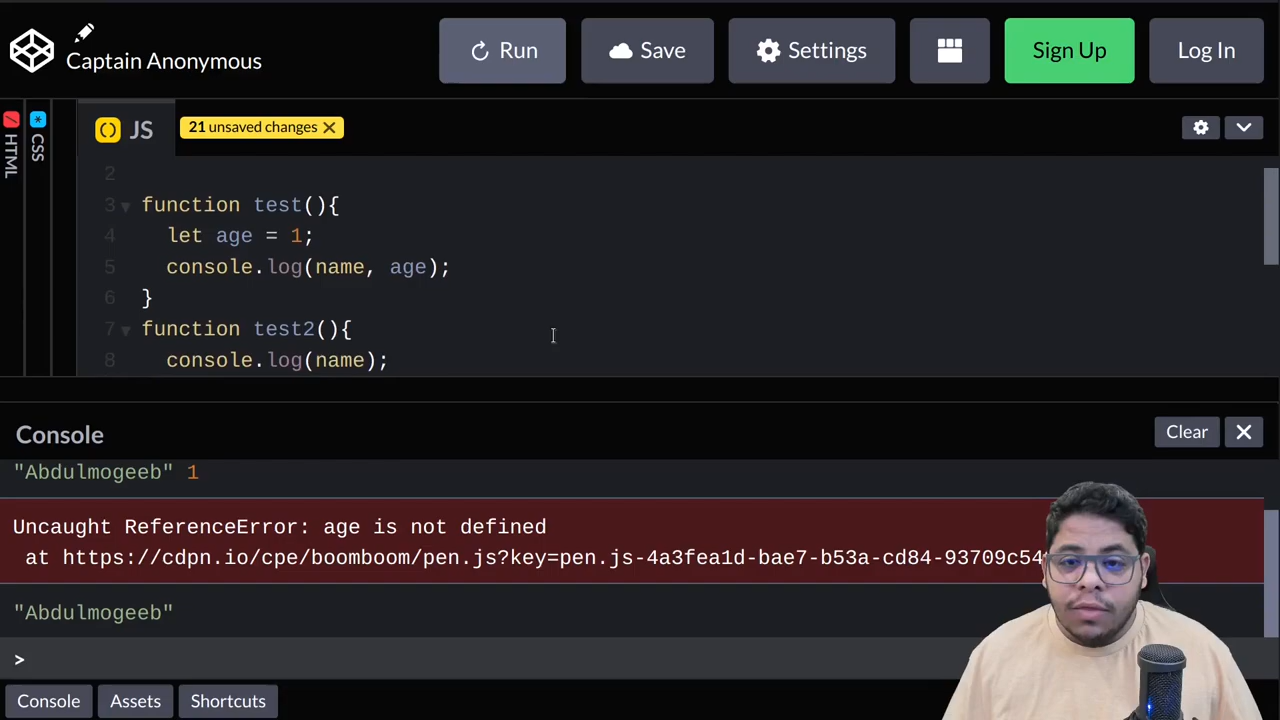 Captain Anonymous
Run
Save
Settings
Sign Up
Log In
HTML
CSS
JS
21 unsaved changes
2
3 function test(){
4 let age = 1;
5 console.log(name, age);
6 }
7 function test2(){
8 console.log(name);
Console
Clear
"Abdulmogeeb" 1
Uncaught ReferenceError: age is not defined
at https://cdpn.io/cpe/boomboom/pen.js?key=pen.js-4a3fea1d-bae7-b53a-cd84-93709c54
"Abdulmogeeb"
>
Console
Assets
Shortcuts